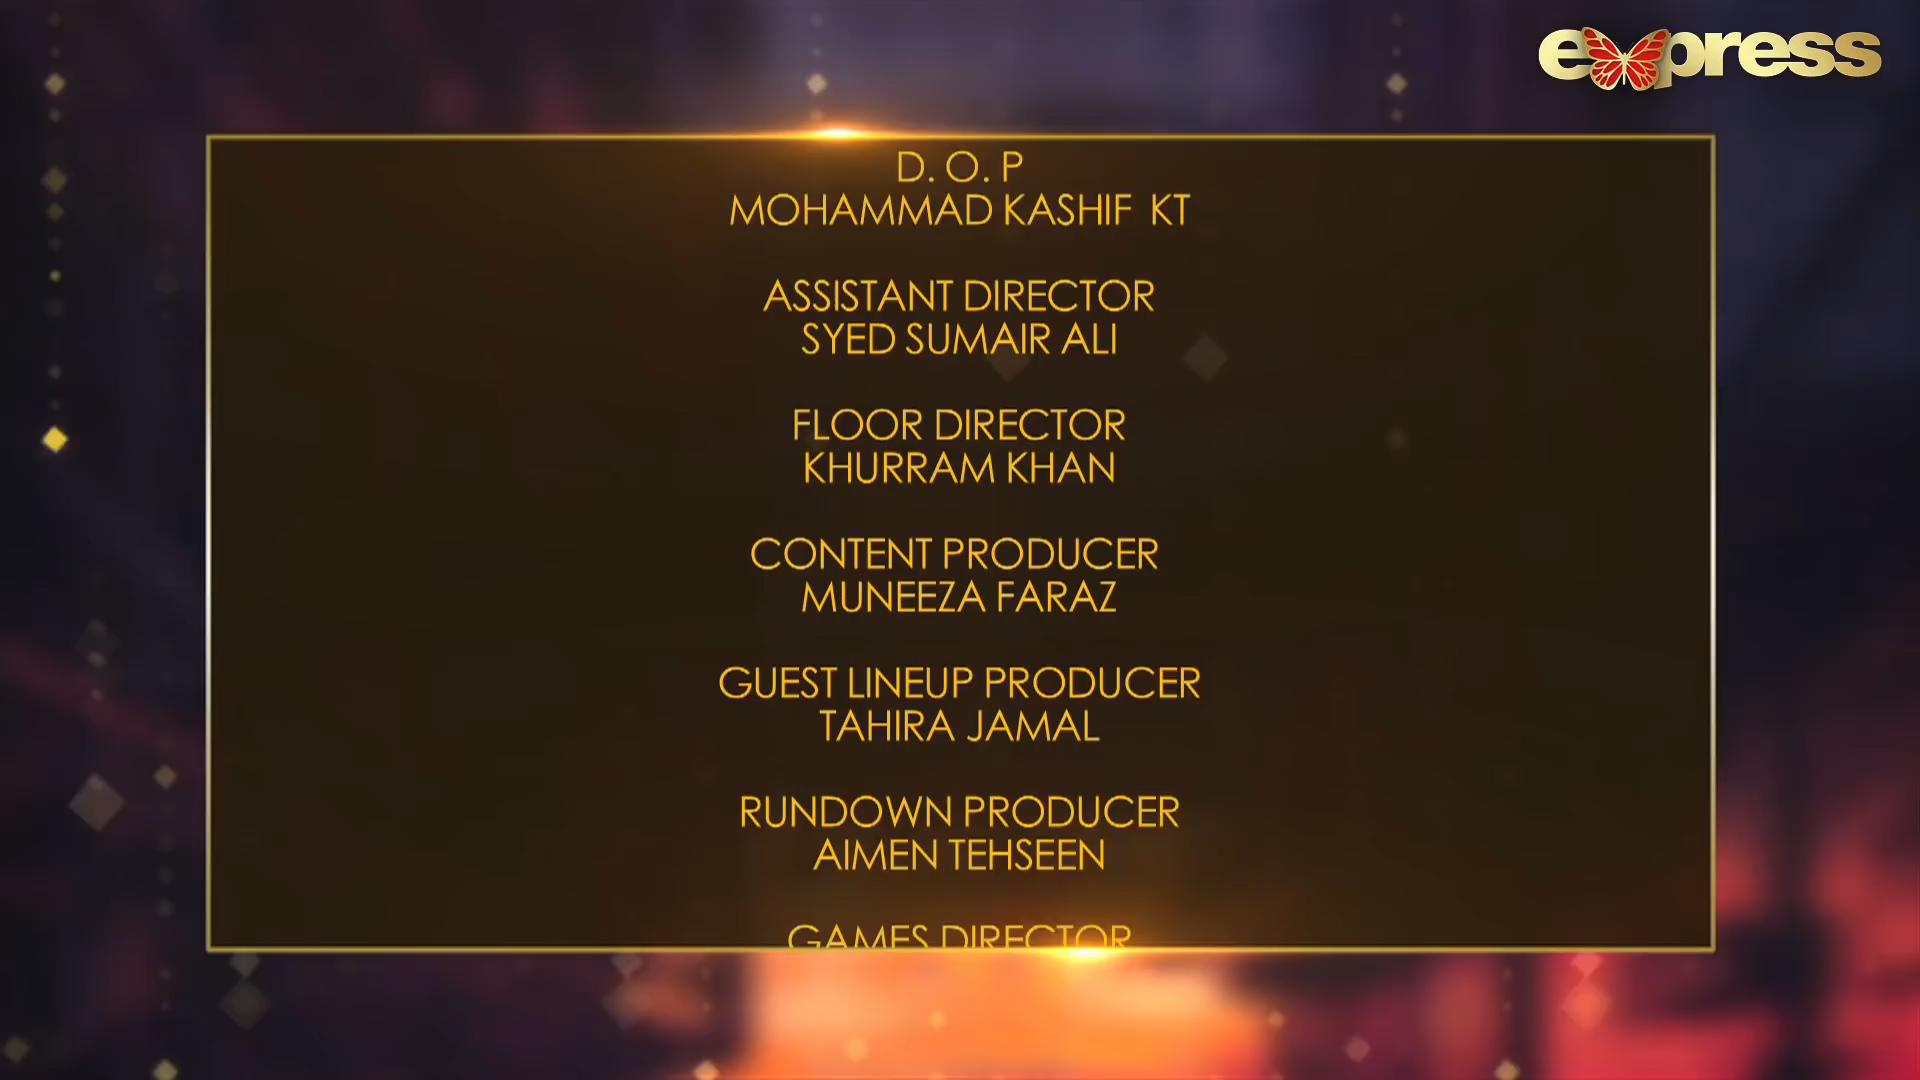 express
D. O. P
MOHAMMAD KASHIF KT
ASSISTANT DIRECTOR
SYED SUMAIR ALI
FLOOR DIRECTOR
KHURRAM KHAN
CONTENT PRODUCER
MUNEEZA FARAZ
GUEST LINEUP PRODUCER
TAHIRA JAMAL
RUNDOWN PRODUCER
AIMEN TEHSEEN
GAMES DIRECTOR